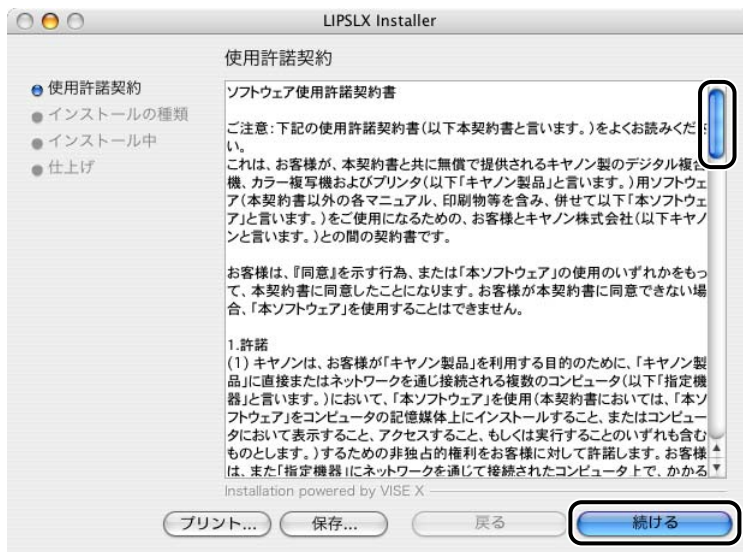 LIPSLX Installer
使用許諾契約
使用許諾契約
インストールの種類
インストール中
仕上げ
ソフトウェア使用許諾契約書
ご注意：下記の使用許諾契約書（以下本契約書と言います。）をよくお読みくださ
い。
これは、お客様が、本契約書と共に無償で提供されるキヤノン製のデジタル複合
機、カラー複写機およびプリンタ（以下「キヤノン製品」と言います。）用ソフトウェ
ア（本契約書以外の各マニュアル、印刷物等を含み、併せて以下「本ソフトウェ
ア」と言います。）をご使用になるための、お客様とキヤノン株式会社（以下キヤノ
ンと言います。）との間の契約書です。
お客様は、『同意』を示す行為、または「本ソフトウェア」の使用のいずれかをもっ
て、本契約書に同意したことになります。お客様が本契約書に同意できない場
合、「本ソフトウェア」を使用することはできません。
1.許諾
(1) キヤノンは、お客様が「キヤノン製品」を利用する目的のために、「キヤノン製
品」に直接またはネットワークを通じ接続される複数のコンピュータ（以下「指定機
器」と言います。）において、「本ソフトウェア」を使用（本契約書においては、「本ソ
フトウェア」をコンピュータの記憶媒体上にインストールすること、またはコンピュー
タにおいて表示すること、アクセスすること、もしくは実行することのいずれも含む
ものとします。）するための非独占的権利をお客様に対して許諾します。お客様
は、また「指定機器」にネットワークを通じて接続されたコンピュータ上で、かかる
Installation powered by VISE X
プリント... 保存... 戻る 続ける